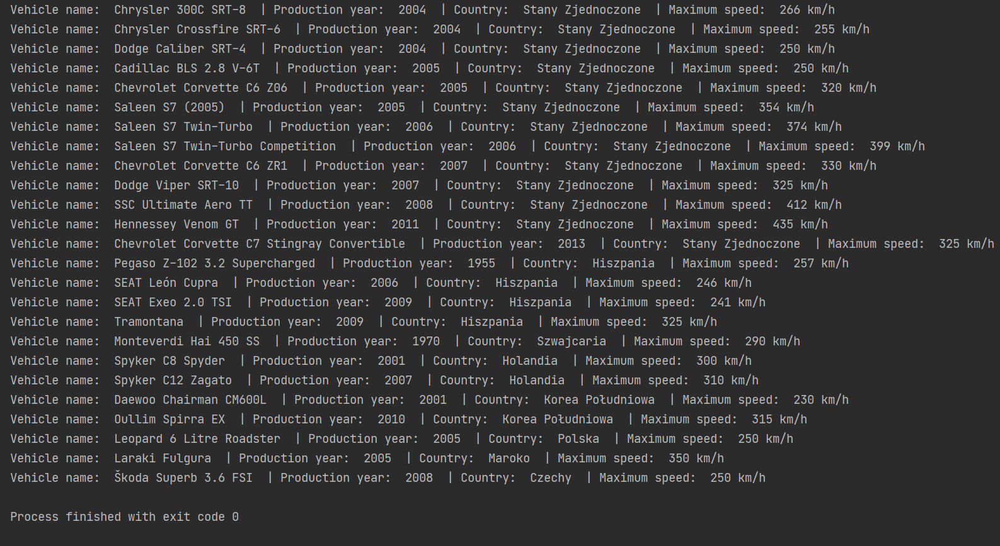 Vehicle name:  Chrysler 300C SRT-8  | Production year:  2004  | Country:  Stany Zjednoczone  | Maximum speed:  266 km/h
Vehicle name:  Chrysler Crossfire SRT-6  | Production year:  2004  | Country:  Stany Zjednoczone  | Maximum speed:  255 km/h
Vehicle name:  Dodge Caliber SRT-4  | Production year:  2004  | Country:  Stany Zjednoczone  | Maximum speed:  250 km/h
Vehicle name:  Cadillac BLS 2.8 V-6T  | Production year:  2005  | Country:  Stany Zjednoczone  | Maximum speed:  250 km/h
Vehicle name:  Chevrolet Corvette C6 Z06  | Production year:  2005  | Country:  Stany Zjednoczone  | Maximum speed:  320 km/h
Vehicle name:  Saleen S7 (2005)  | Production year:  2005  | Country:  Stany Zjednoczone  | Maximum speed:  354 km/h
Vehicle name:  Saleen S7 Twin-Turbo  | Production year:  2006  | Country:  Stany Zjednoczone  | Maximum speed:  374 km/h
Vehicle name:  Saleen S7 Twin-Turbo Competition  | Production year:  2006  | Country:  Stany Zjednoczone  | Maximum speed:  399 km/h
Vehicle name:  Chevrolet Corvette C6 ZR1  | Production year:  2007  | Country:  Stany Zjednoczone  | Maximum speed:  330 km/h
Vehicle name:  Dodge Viper SRT-10  | Production year:  2007  | Country:  Stany Zjednoczone  | Maximum speed:  325 km/h
Vehicle name:  SSC Ultimate Aero TT  | Production year:  2008  | Country:  Stany Zjednoczone  | Maximum speed:  412 km/h
Vehicle name:  Hennessey Venom GT  | Production year:  2011  | Country:  Stany Zjednoczone  | Maximum speed:  435 km/h
Vehicle name:  Chevrolet Corvette C7 Stingray Convertible  | Production year:  2013  | Country:  Stany Zjednoczone  | Maximum speed:  325 km/h
Vehicle name:  Pegaso Z-102 3.2 Supercharged  | Production year:  1955  | Country:  Hiszpania  | Maximum speed:  257 km/h
Vehicle name:  SEAT León Cupra  | Production year:  2006  | Country:  Hiszpania  | Maximum speed:  246 km/h
Vehicle name:  SEAT Exeo 2.0 TSI  | Production year:  2009  | Country:  Hiszpania  | Maximum speed:  241 km/h
Vehicle name:  Tramontana  | Production year:  2009  | Country:  Hiszpania  | Maximum speed:  325 km/h
Vehicle name:  Monteverdi Hai 450 SS  | Production year:  1970  | Country:  Szwajcaria  | Maximum speed:  290 km/h
Vehicle name:  Spyker C8 Spyder  | Production year:  2001  | Country:  Holandia  | Maximum speed:  300 km/h
Vehicle name:  Spyker C12 Zagato  | Production year:  2007  | Country:  Holandia  | Maximum speed:  310 km/h
Vehicle name:  Daewoo Chairman CM600L  | Production year:  2001  | Country:  Korea Południowa  | Maximum speed:  230 km/h
Vehicle name:  Oullim Spirra EX  | Production year:  2010  | Country:  Korea Południowa  | Maximum speed:  315 km/h
Vehicle name:  Leopard 6 Litre Roadster  | Production year:  2005  | Country:  Polska  | Maximum speed:  250 km/h
Vehicle name:  Laraki Fulgura  | Production year:  2005  | Country:  Maroko  | Maximum speed:  350 km/h
Vehicle name:  Škoda Superb 3.6 FSI  | Production year:  2008  | Country:  Czechy  | Maximum speed:  250 km/h
Process finished with exit code 0